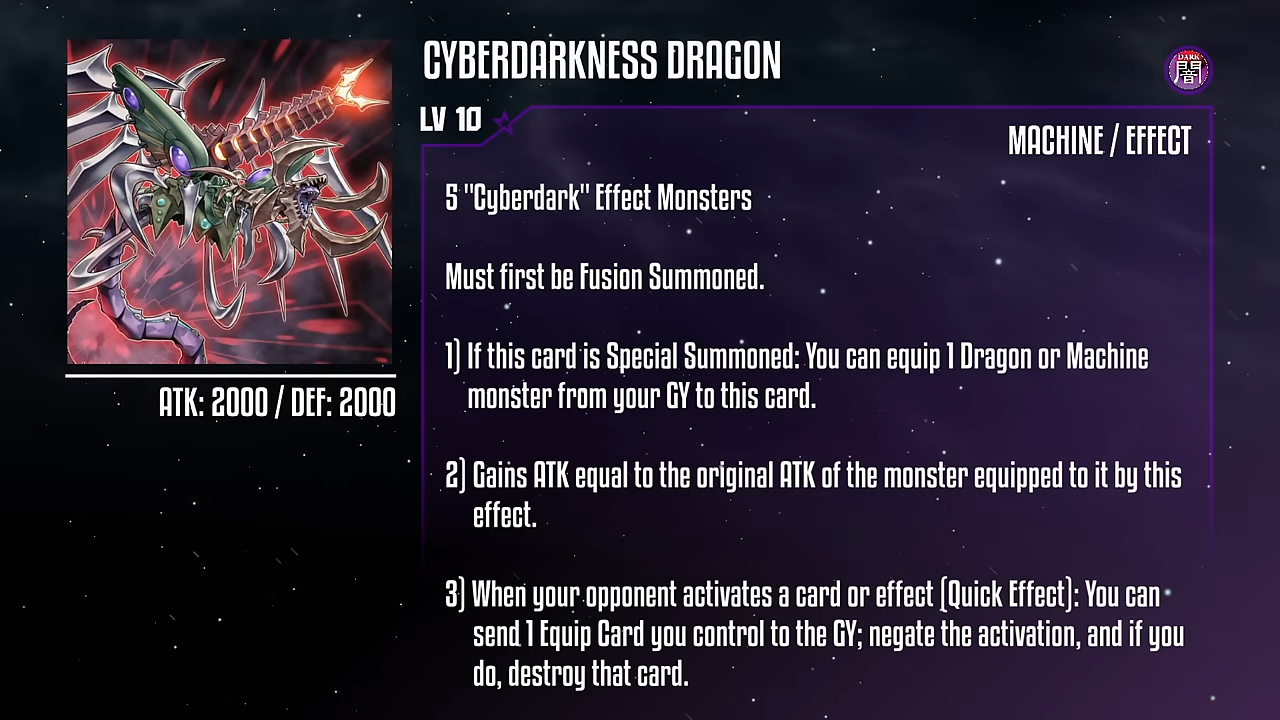 CYBERDARKNESS DRAGON
DARK
闇
LV 10
MACHINE / EFFECT
5 "Cyberdark" Effect Monsters
Must first be Fusion Summoned.
1) If this card is Special Summoned: You can equip 1 Dragon or Machine
monster from your GY to this card.
2) Gains ATK equal to the original ATK of the monster equipped to it by this
effect.
3) When your opponent activates a card or effect (Quick Effect): You can
send 1 Equip Card you control to the GY; negate the activation, and if you
do, destroy that card.
ATK: 2000 / DEF: 2000